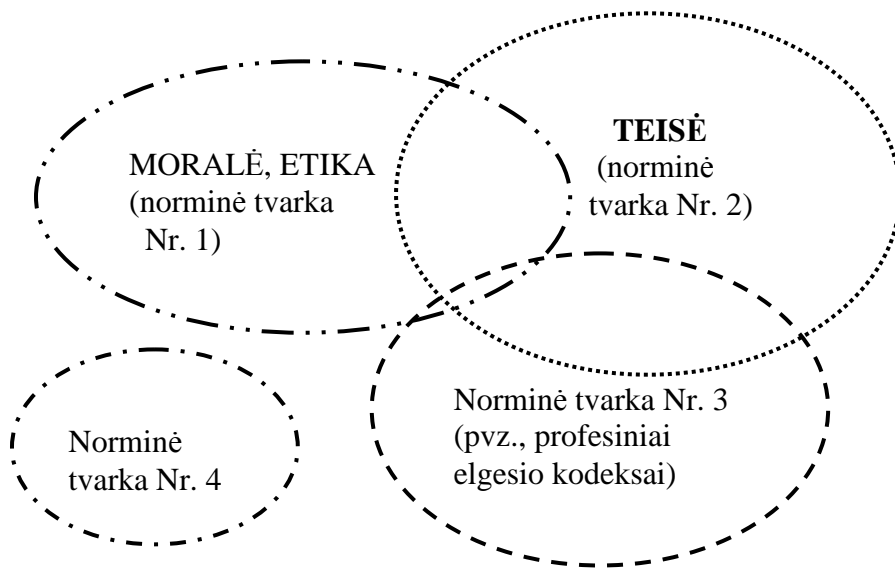 MORALĖ, ETIKA
(norminė tvarka
Nr. 1)
TEISĖ
(norminė
tvarka Nr. 2)
Norminė tvarka Nr. 3
(pvz., profesiniai
elgesio kodeksai)
Norminė
tvarka Nr. 4